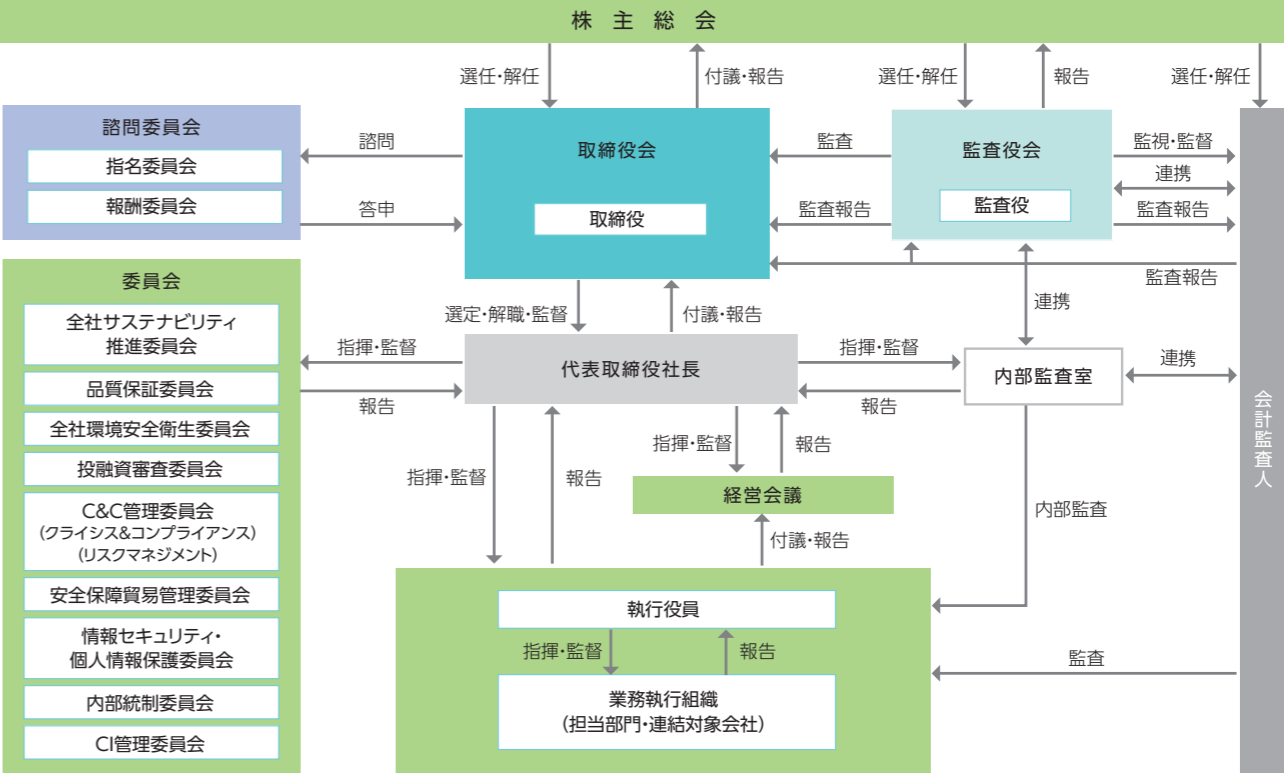 株主総会
選任・解任
付議・報告
選任・解任
報告
選任・解任
諮問委員会
指名委員会
報酬委員会
諮問
答申
取締役会
取締役
監査
監査報告
監査役会
監査役
監視・監督
連携
監査報告
監査報告
委員会
全社サステナビリティ
推進委員会
品質保証委員会
全社環境安全衛生委員会
投融資審査委員会
C&C管理委員会
(クライシス&コンプライアンス)
(リスクマネジメント)
安全保障貿易管理委員会
情報セキュリティ・
個人情報保護委員会
内部統制委員会
CI管理委員会
選定・解職・監督
付議・報告
連携
指揮・監督
報告
代表取締役社長
指揮・監督
報告
内部監査室
連携
会計監査人
指揮・監督
報告
指揮・監督
報告
経営会議
付議・報告
内部監査
執行役員
指揮・監督
報告
業務執行組織
(担当部門・連結対象会社)
監査